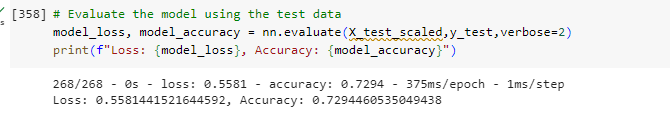 [358] # Evaluate the model using the test data
model_loss, model_accuracy = nn.evaluate(X_test_scaled,y_test,verbose=2)
print(f"Loss: {model_loss}, Accuracy: {model_accuracy}")
s
268/268 - 0s - loss: 0.5581 - accuracy: 0.7294 - 375ms/epoch - 1ms/step
Loss: 0.5581441521644592, Accuracy: 0.7294460535049438